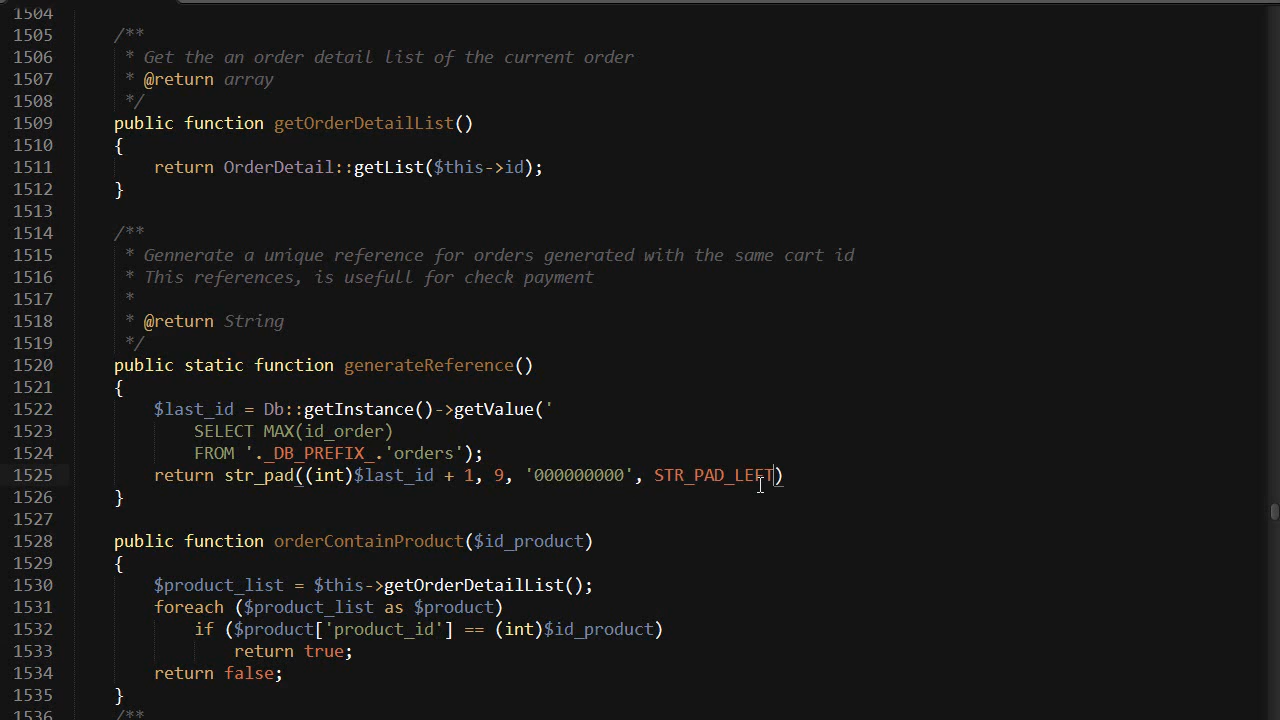 1504
1505 /**
1506 * Get the an order detail list of the current order
1507 * @return array
1508 */
1509 public function getOrderDetailList()
1510 {
1511 return OrderDetail::getList($this->id);
1512 }
1513
1514 /**
1515 * Gennerate a unique reference for orders generated with the same cart id
1516 * This references, is usefull for check payment
1517 *
1518 * @return String
1519 */
1520 public static function generateReference()
1521 {
1522 $last_id = Db::getInstance()->getValue('
1523 SELECT MAX(id_order)
1524 FROM '._DB_PREFIX_.'orders');
1525 return str_pad((int)$last_id + 1, 9, '000000000', STR_PAD_LEFT)
1526 }
1527
1528 public function orderContainProduct($id_product)
1529 {
1530 $product_list = $this->getOrderDetailList();
1531 foreach ($product_list as $product)
1532 if ($product['product_id'] == (int)$id_product)
1533 return true;
1534 return false;
1535 }
1536 /**